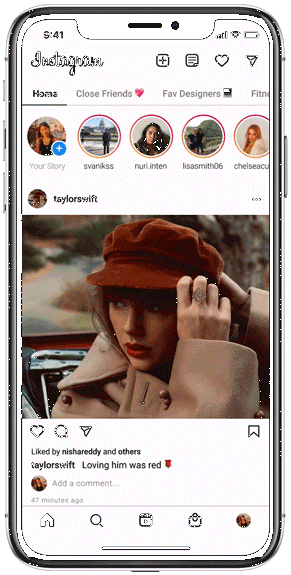 9:41
Instagram
Home Close Friends 💖 Fav Designers Fitne
Your Story svanikss nuri.inten lisasmith06 chelseacu
taylorswift
Liked by nishareddy and others
taylorswift Loving him was red 🌹
Add a comment...
47 minutes ago